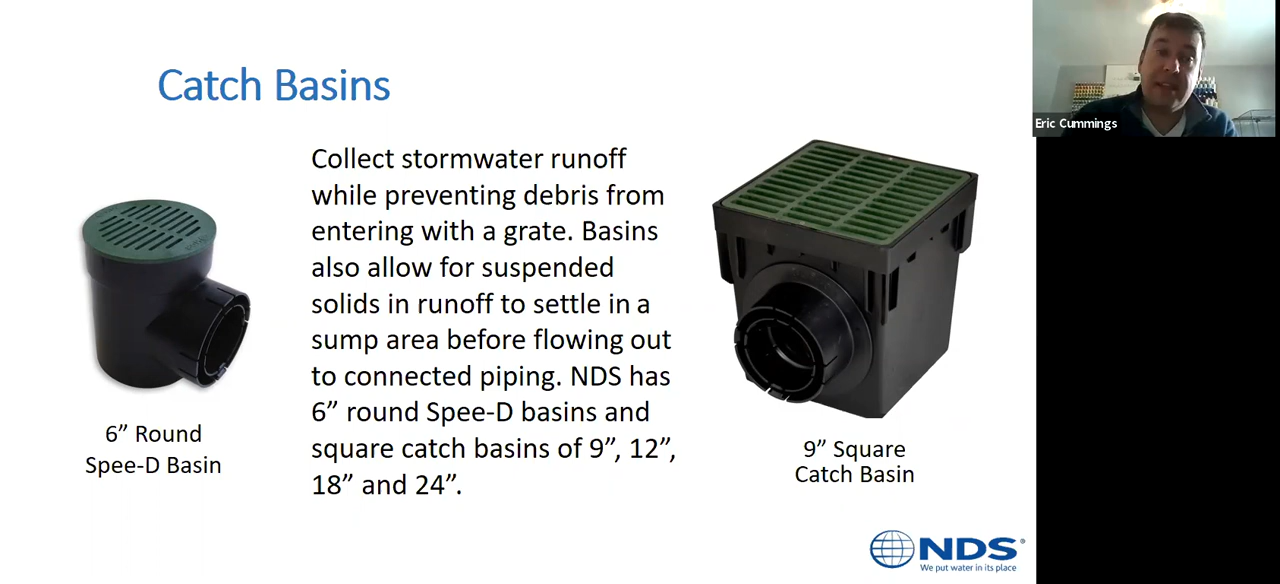 Catch Basins
Eric Cummings
Collect stormwater runoff
while preventing debris from
entering with a grate. Basins
also allow for suspended
solids in runoff to settle in a
sump area before flowing out
to connected piping. NDS has
6” round Spee-D basins and
square catch basins of 9”, 12”,
18” and 24”.
6” Round
Spee-D Basin
9” Square
Catch Basin
NDS®
We put water in its place